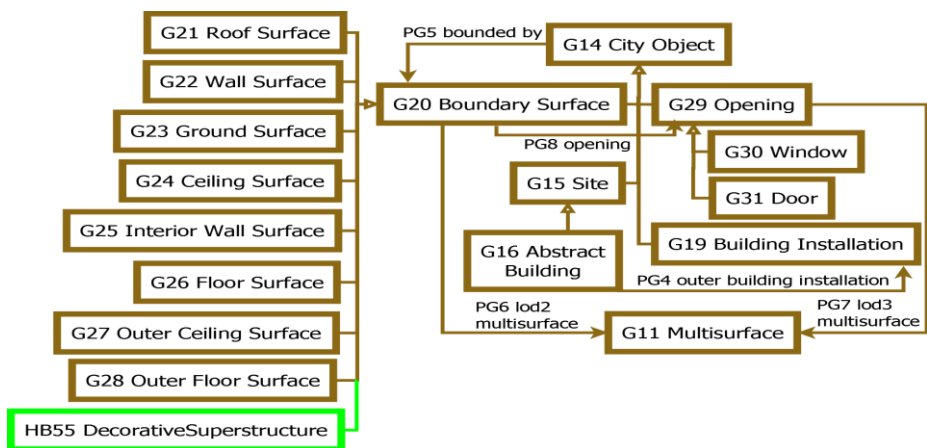 G21 Roof Surface
G22 Wall Surface
G23 Ground Surface
G24 Ceiling Surface
G25 Interior Wall Surface
G26 Floor Surface
G27 Outer Ceiling Surface
G28 Outer Floor Surface
HB55 DecorativeSuperstructure
PG5 bounded by
G14 City Object
G20 Boundary Surface
G29 Opening
PG8 opening
G30 Window
G15 Site
G31 Door
G16 Abstract
Building
G19 Building Installation
PG4 outer building installation
PG6 lod2
multisurface
G11 Multisurface
PG7 lod3
multisurface